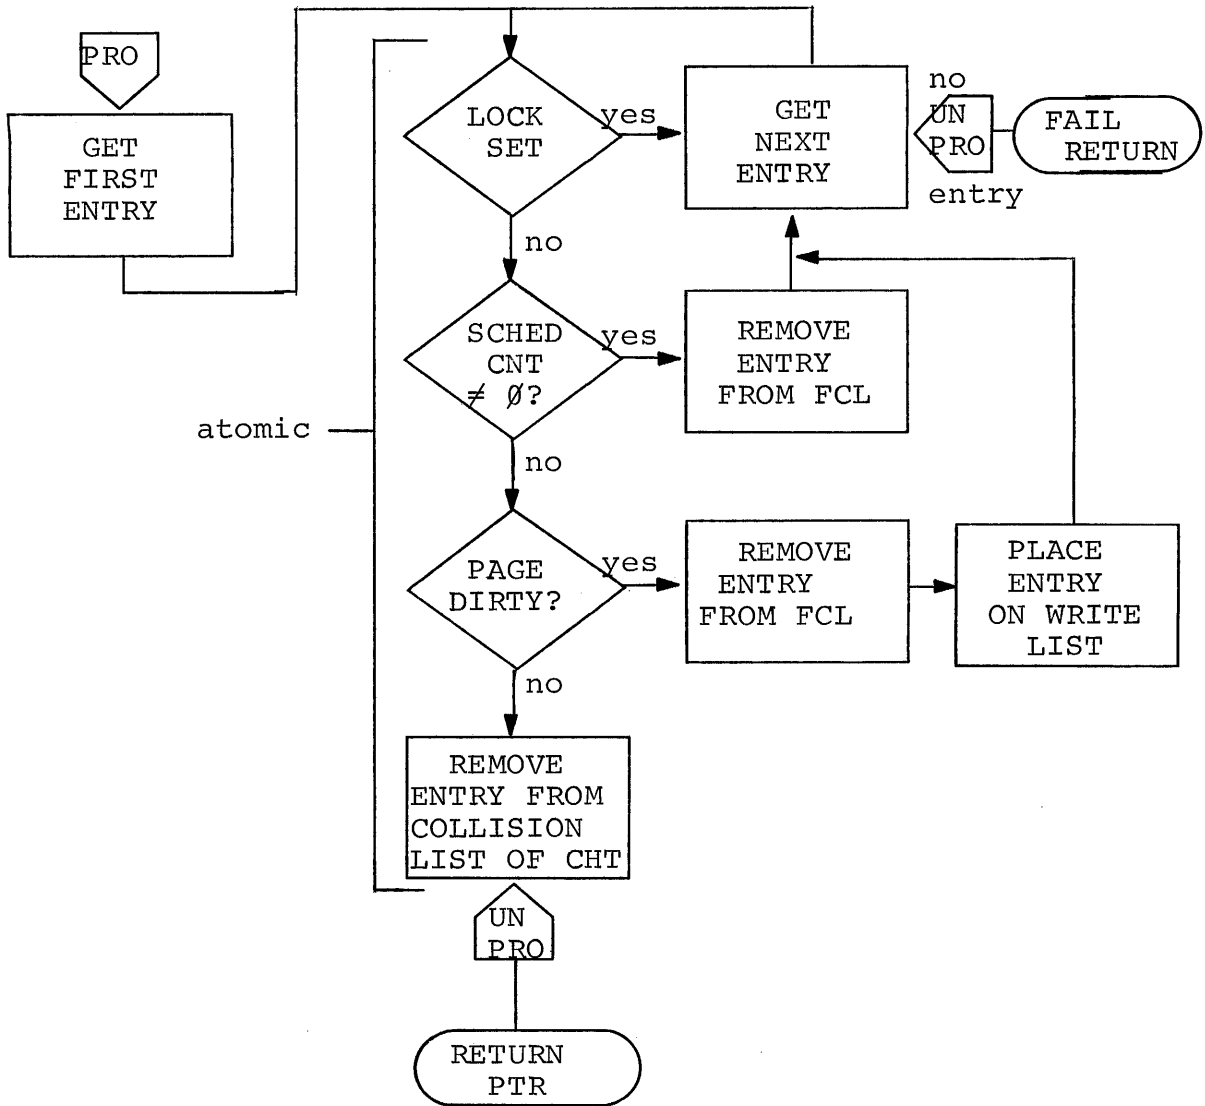 PRO
GET
FIRST
ENTRY
LOCK
SET
yes
GET
NEXT
ENTRY
no
UN
PRO
entry
FAIL
RETURN
no
SCHED
CNT
≠ Ø?
yes
REMOVE
ENTRY
FROM FCL
atomic
no
PAGE
DIRTY?
yes
REMOVE
ENTRY
FROM FCL
PLACE
ENTRY
ON WRITE
LIST
no
REMOVE
ENTRY FROM
COLLISION
LIST OF CHT
UN
PRO
RETURN
PTR